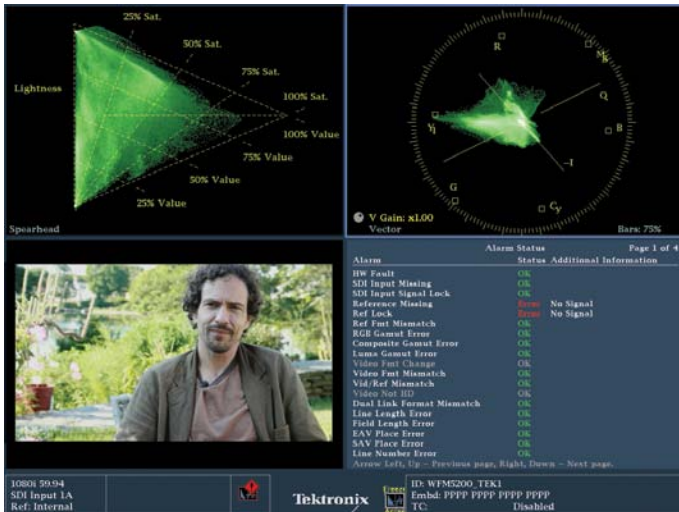 25% Sat.
50% Sat.
75% Sat.
Lightness
100% Sat.
100% Value
75% Value
50% Value
25% Value
Spearhead
R
Q
B
Yl
-I
G
Cy
V Gain: x1.00
Vector
Bars: 75%
Alarm Status
Page 1 of 4
Alarm Status Additional Information
HW Fault OK
SDI Input Missing OK
SDI Input Signal Lock OK
Reference Missing Error No Signal
Ref Lock Error No Signal
Ref Fmt Mismatch OK
RGB Gamut Error OK
Composite Gamut Error OK
Luma Gamut Error OK
Video Fmt Change OK
Video Fmt Mismatch OK
Vid/Ref Mismatch OK
Video Not HD OK
Dual Link Format Mismatch OK
Line Length Error OK
Field Length Error OK
EAV Place Error OK
SAV Place Error OK
Line Number Error OK
Arrow Left, Up - Previous page, Right, Down - Next page.
1080i 59.94
SDI Input 1A
Ref: Internal
Tektronix
ID: WFM5200_TEK1
Embd: PPPP PPPP PPPP PPPP
TC: Disabled